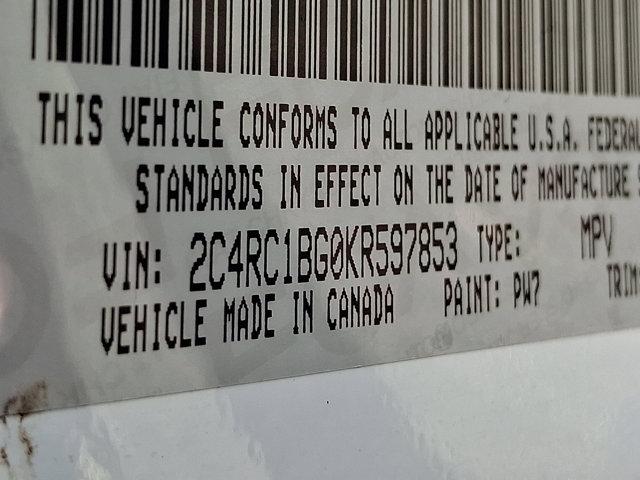 THIS VEHICLE CONFORMS TO ALL APPLICABLE U.S.A. FEDERAL
STANDARDS IN EFFECT ON THE DATE OF MANUFACTURE S
VIN: 2C4RC1BG0KR597853 TYPE: MPV
VEHICLE MADE IN CANADA PAINT: PW7 TRIM